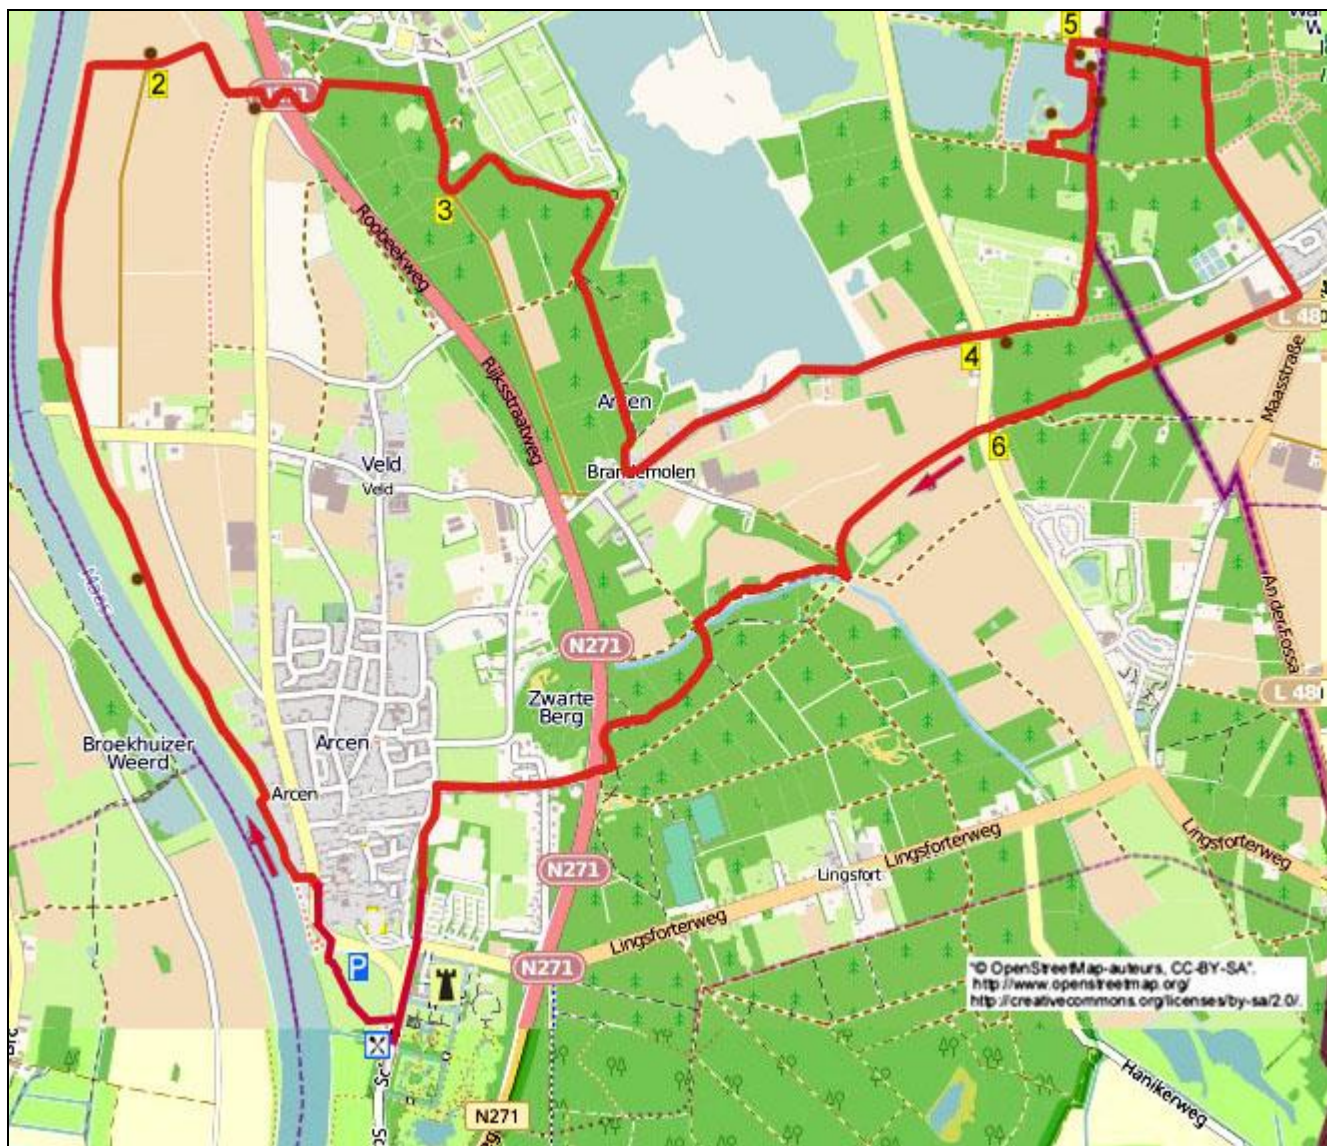 5
2
3
Roobeekweg
L 48
4
Maasstraße
Rijksstraatweg
Arcen
6
Veld
Veld
Brandemolen
Maas
An der Fossa
N271
L 48
Zwarte
Berg
Arcen
Broekhuizer
Weerd
Arcen
Lingsforterweg
Lingsforterweg
N271
Lingsfort
Lingsforterweg
P
N271
"© OpenStreetMap-auteurs, CC-BY-SA".
http://www.openstreetmap.org/
http://creativecommons.org/licenses/by-sa/2.0/.
Hanikerweg
N271